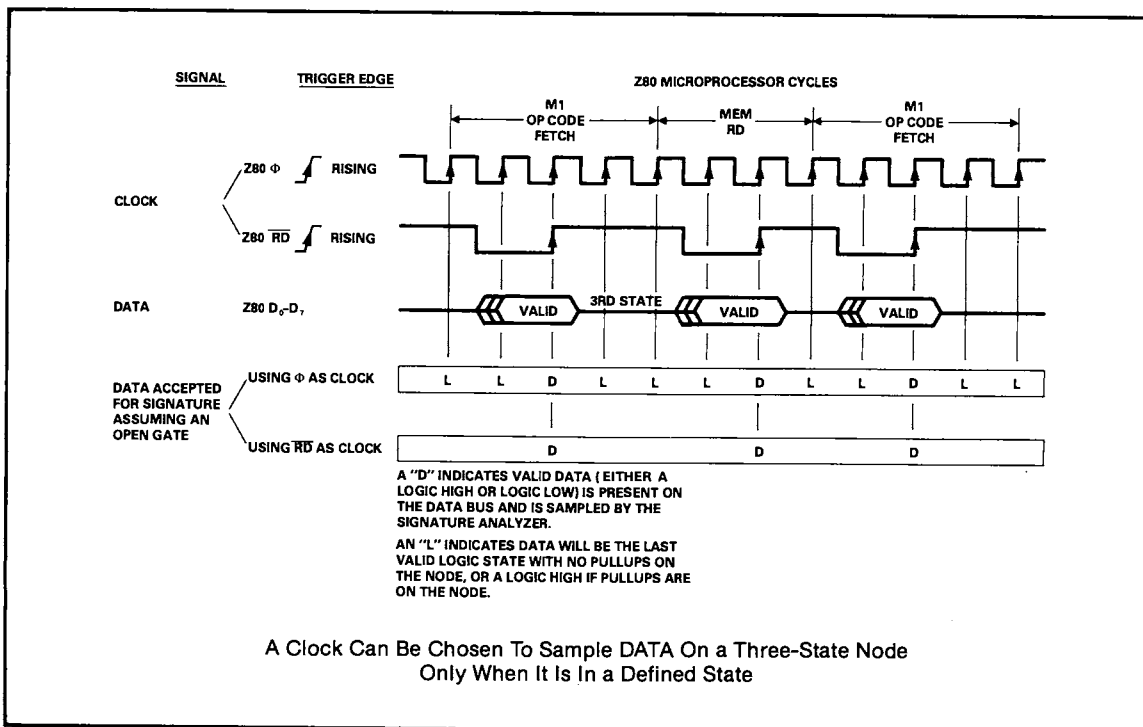 SIGNAL TRIGGER EDGE Z80 MICROPROCESSOR CYCLES
M1
OP CODE
FETCH
MEM
RD
M1
OP CODE
FETCH
CLOCK
Z80 Φ RISING
Z80 R̅D̅ RISING
DATA Z80 D₀-D₇ VALID 3RD STATE VALID VALID
DATA ACCEPTED
FOR SIGNATURE
ASSUMING AN
OPEN GATE
USING Φ AS CLOCK L L D L L L D L L D L L
USING R̅D̅ AS CLOCK D D D
A "D" INDICATES VALID DATA (EITHER A
LOGIC HIGH OR LOGIC LOW) IS PRESENT ON
THE DATA BUS AND IS SAMPLED BY THE
SIGNATURE ANALYZER.
AN "L" INDICATES DATA WILL BE THE LAST
VALID LOGIC STATE WITH NO PULLUPS ON
THE NODE, OR A LOGIC HIGH IF PULLUPS ARE
ON THE NODE.
A Clock Can Be Chosen To Sample DATA On a Three-State Node
Only When It Is In a Defined State